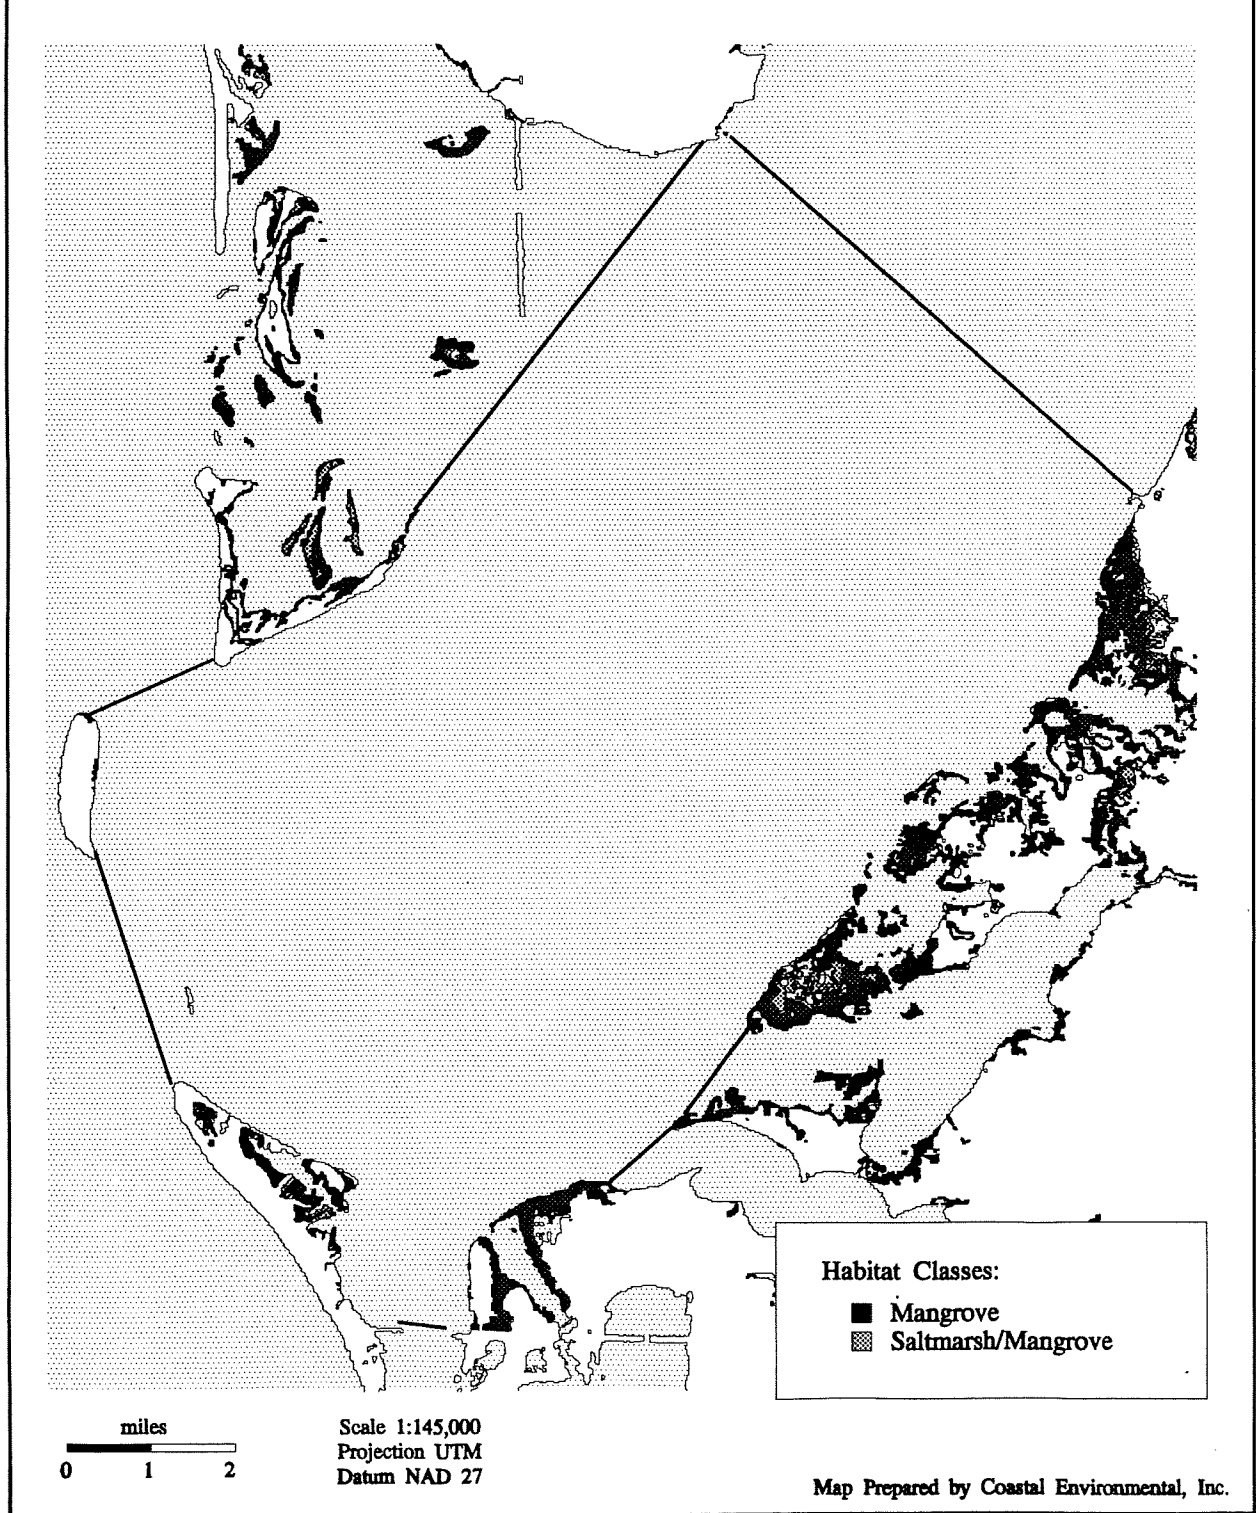 Habitat Classes:
Mangrove
Saltmarsh/Mangrove
miles
0 1 2
Scale 1:145,000
Projection UTM
Datum NAD 27
Map Prepared by Coastal Environmental, Inc.